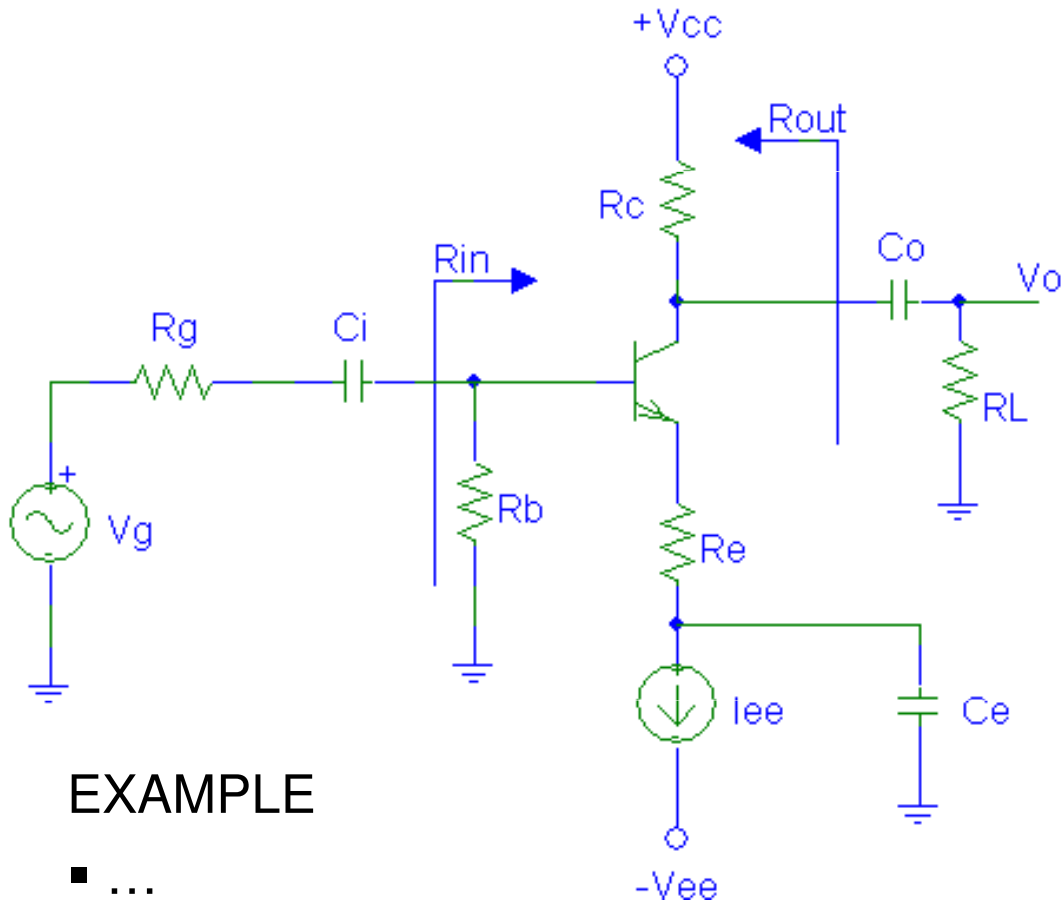 +Vcc
Rout
Rc
Rin
Co
Vo
Rg
Ci
RL
+
Vg
Rb
Re
Iee
Ce
EXAMPLE
▪ ...
-Vee